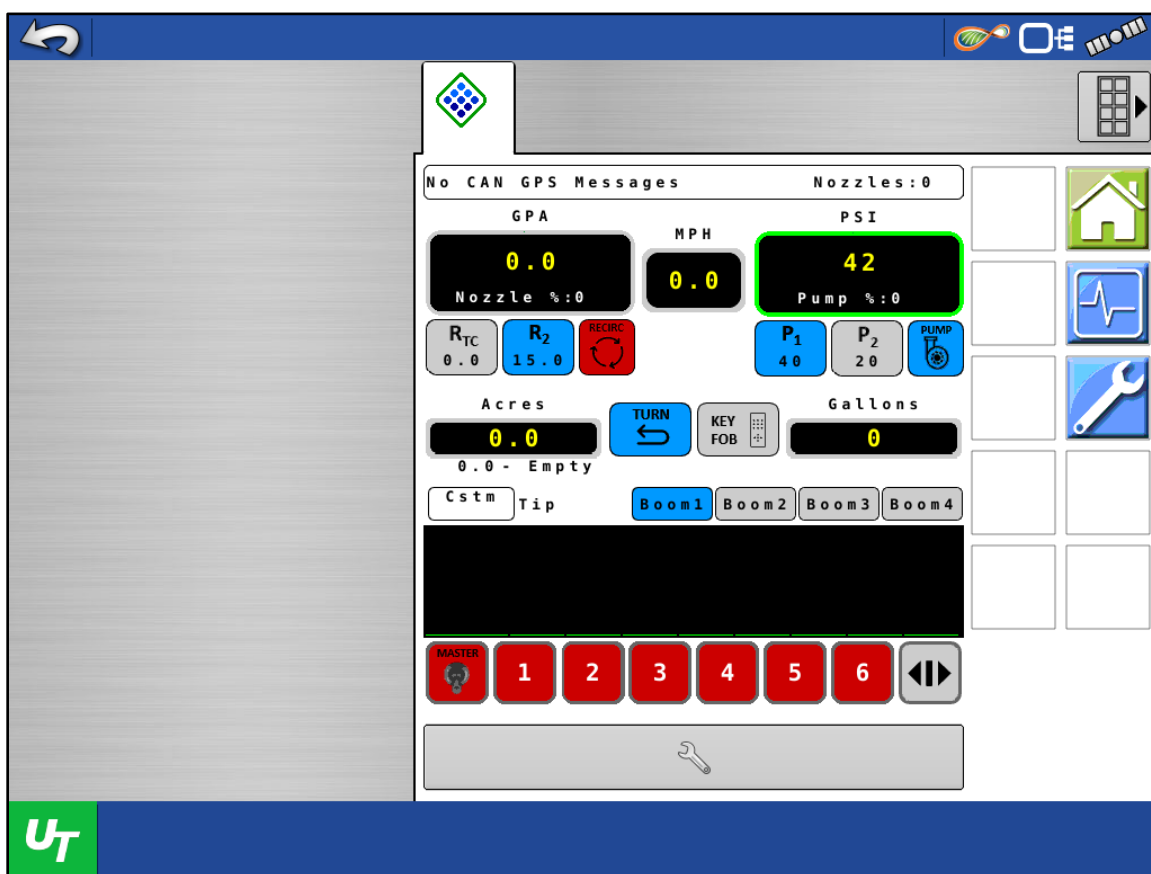 No CAN GPS Messages Nozzles:0
GPA MPH PSI
0.0 0.0 42
Nozzle %:0 Pump %:0
RTC R2 RECIRC P1 P2 PUMP
0.0 15.0 40 20
Acres TURN KEY FOB Gallons
0.0 0
0.0- Empty
Cstm Tip Boom1 Boom2 Boom3 Boom4
MASTER 1 2 3 4 5 6
UT